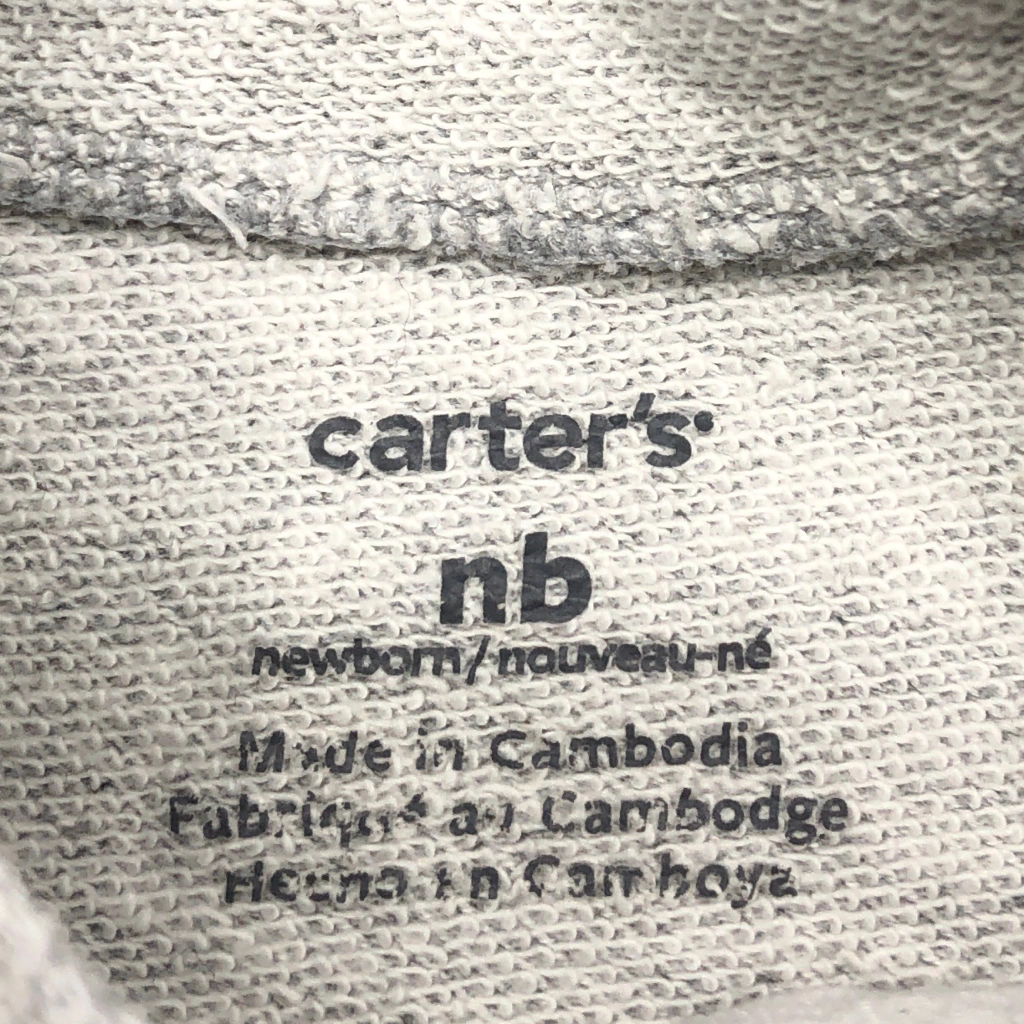 carter's
nb
newborn/nouveau-né
Made in Cambodia
Fabriqué au Cambodge
Hecho en Camboya